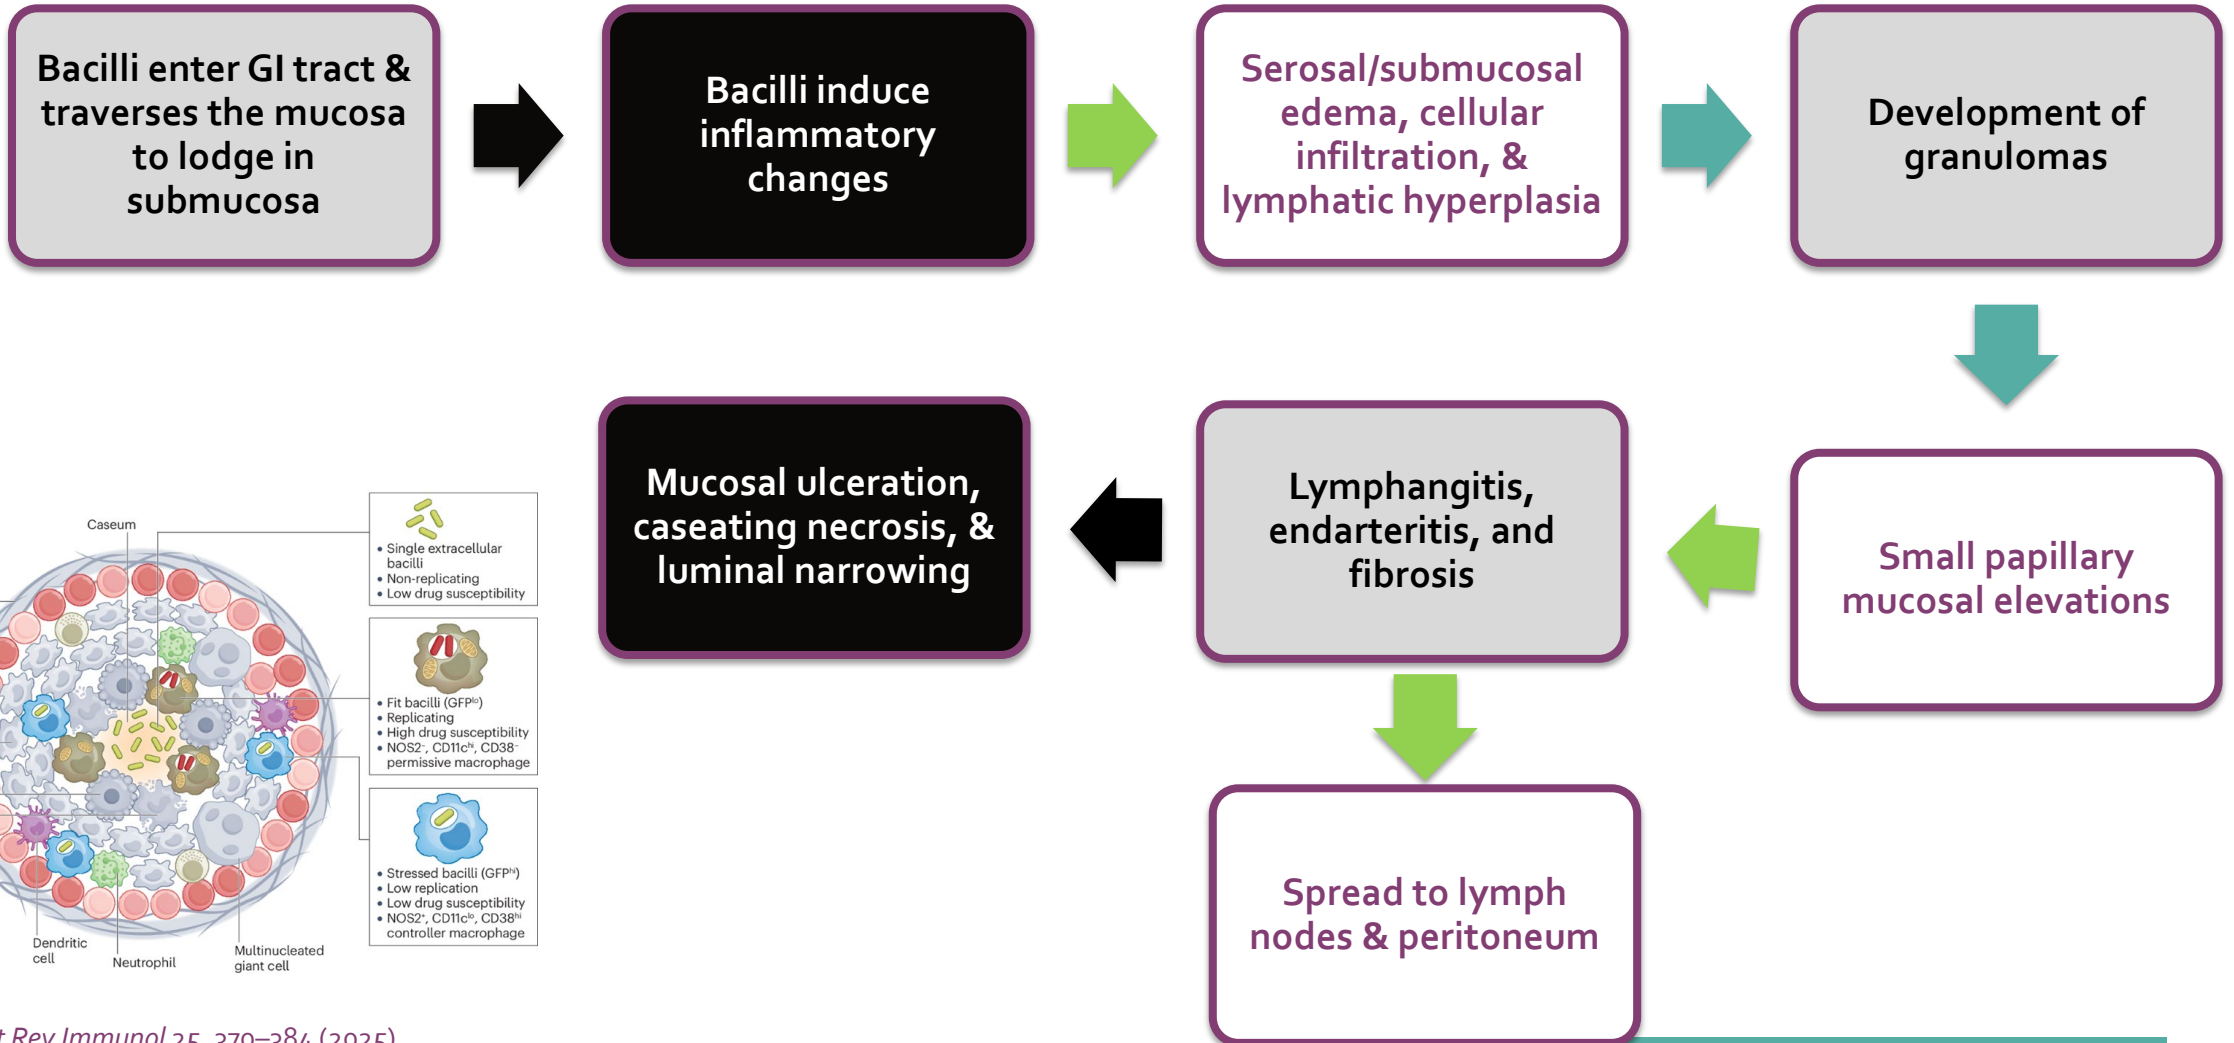 Bacilli enter GI tract &
traverses the mucosa
to lodge in
submucosa
Bacilli induce
inflammatory
changes
Serosal/submucosal
edema, cellular
infiltration, &
lymphatic hyperplasia
Development of
granulomas
Small papillary
mucosal elevations
Lymphangitis,
endarteritis, and
fibrosis
Mucosal ulceration,
caseating necrosis, &
luminal narrowing
Spread to lymph
nodes & peritoneum
Caseum
• Single extracellular
bacilli
• Non-replicating
• Low drug susceptibility
• Fit bacilli (GFPˡᵒ)
• Replicating
• High drug susceptibility
• NOS2⁻, CD11cʰⁱ, CD38⁻
permissive macrophage
• Stressed bacilli (GFPʰⁱ)
• Low replication
• Low drug susceptibility
• NOS2⁺, CD11cˡᵒ, CD38ʰⁱ
controller macrophage
Dendritic
cell
Neutrophil
Multinucleated
giant cell
Rev Immunol 25, 379–384 (2025)